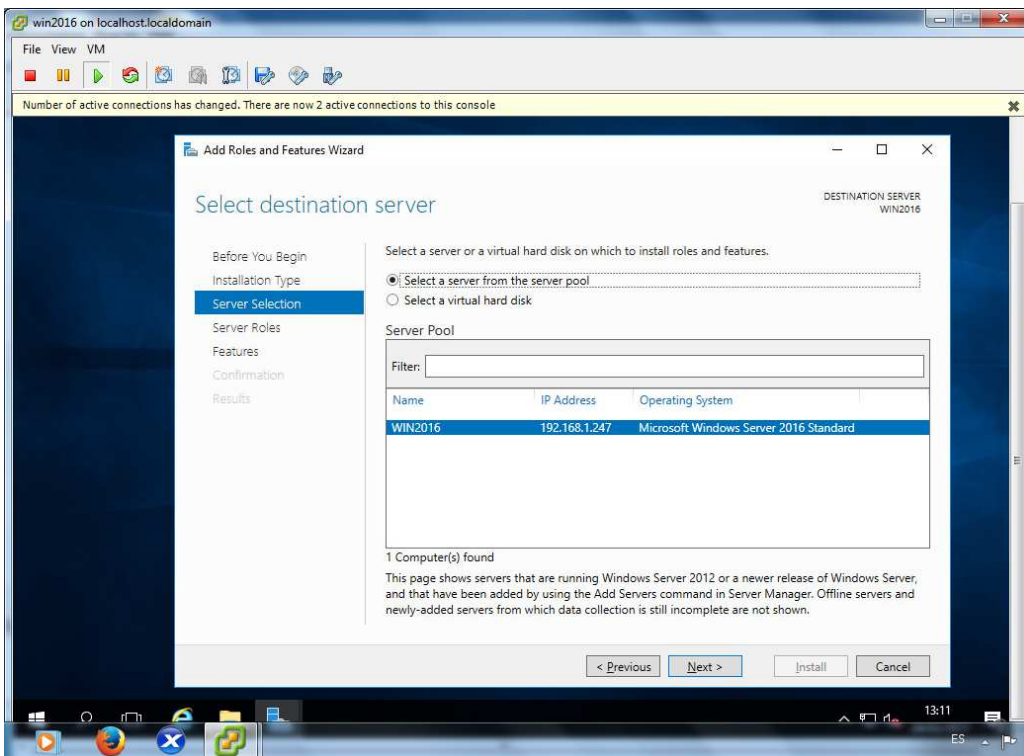 win2016 on localhost.localdomain
File View VM
Number of active connections has changed. There are now 2 active connections to this console
Add Roles and Features Wizard
Select destination server
DESTINATION SERVER
WIN2016
Before You Begin
Installation Type
Server Selection
Server Roles
Features
Confirmation
Results
Select a server or a virtual hard disk on which to install roles and features.
Select a server from the server pool
Select a virtual hard disk
Server Pool
Filter:
Name IP Address Operating System
WIN2016 192.168.1.247 Microsoft Windows Server 2016 Standard
1 Computer(s) found
This page shows servers that are running Windows Server 2012 or a newer release of Windows Server,
and that have been added by using the Add Servers command in Server Manager. Offline servers and
newly-added servers from which data collection is still incomplete are not shown.
< Previous Next > Install Cancel
13:11
ES